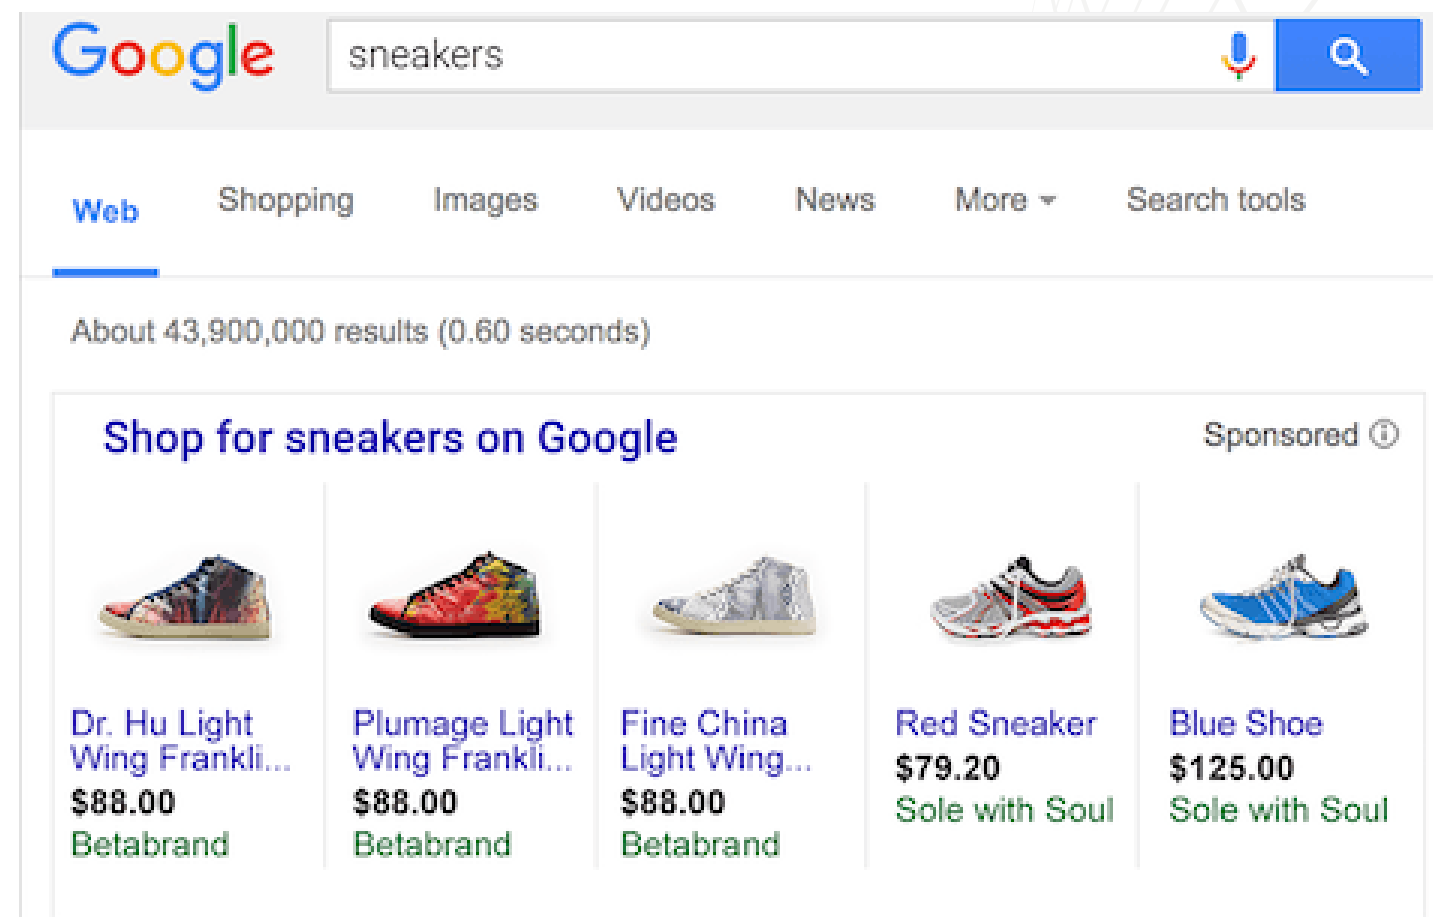 Google sneakers
Web Shopping Images Videos News More Search tools
About 43,900,000 results (0.60 seconds)
Shop for sneakers on Google Sponsored
Dr. Hu Light
Wing Frankli...
$88.00
Betabrand
Plumage Light
Wing Frankli...
$88.00
Betabrand
Fine China
Light Wing...
$88.00
Betabrand
Red Sneaker
$79.20
Sole with Soul
Blue Shoe
$125.00
Sole with Soul